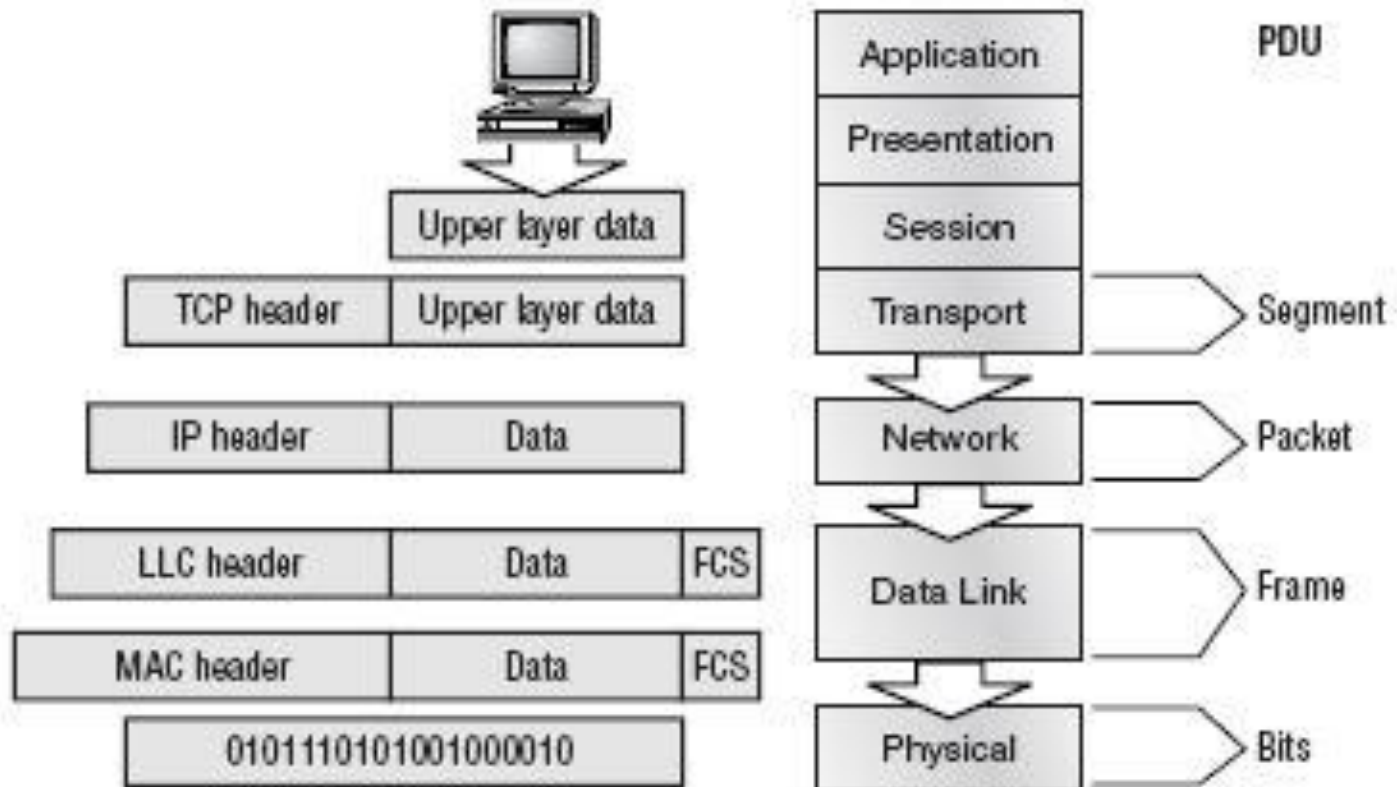 PDU
Application
Presentation
Upper layer data
Session
TCP header Upper layer data
Transport
Segment
IP header Data
Network
Packet
LLC header Data FCS
Data Link
Frame
MAC header Data FCS
0101110101001000010
Physical
Bits